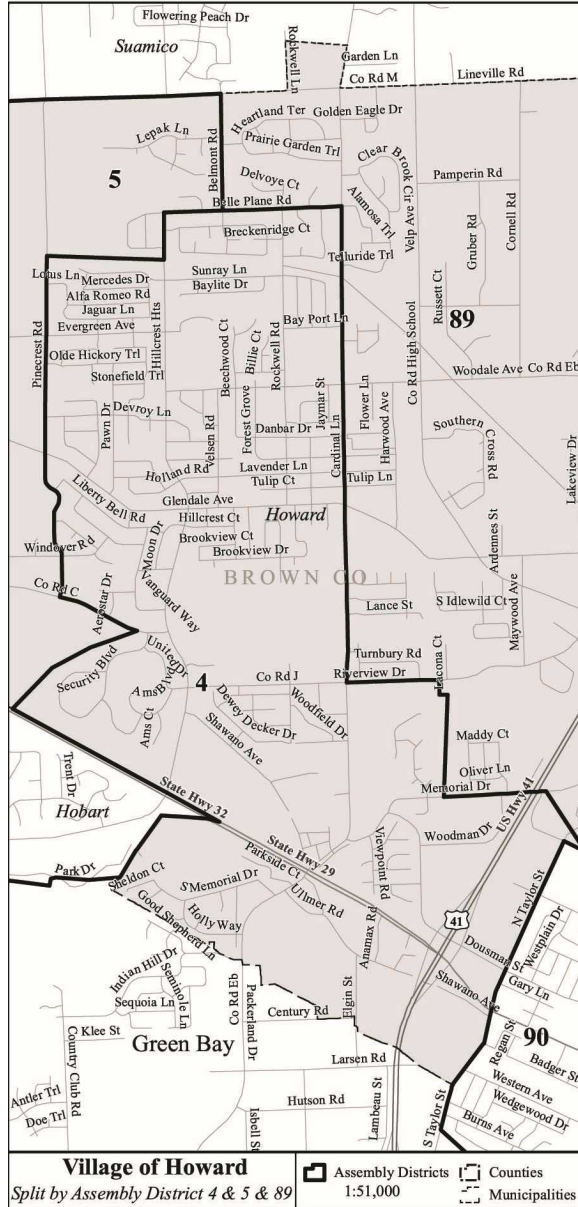 Flowering Peach Dr
Suamico
Rockwell Ln
Garden Ln
Co Rd M
Lineville Rd
Heartland Ter
Golden Eagle Dr
Lepak Ln
Belmont Rd
Prairie Garden Trl
Clear Brook Cir
5
Delvoye Ct
Velp Ave
Pamperin Rd
Belle Plane Rd
Alamosa Trl
Gruber Rd
Cornell Rd
Breckenridge Ct
Telluride Trl
Lotus Ln
Mercedes Dr
Sunray Ln
Baylite Dr
Alfa Romeo Rd
Jaguar Ln
Hillcrest Hts
Russett Ct
Evergreen Ave
Bay Port Ln
89
Pinecrest Rd
Olde Hickory Trl
Beechwood Ct
Billie Ct
Rockwell Rd
Co Rd High School
Stonefield Trl
Woodale Ave
Co Rd Eb
Pawn Dr
Devroy Ln
Velsen Rd
Forest Grove
Danbar Dr
Jaymar St
Cardinal Ln
Flower Ln
Harwood Ave
Southern Cross Rd
Lakeview Dr
Holland Rd
Lavender Ln
Tulip Ct
Tulip Ln
Liberty Bell Rd
Glendale Ave
Hillcrest Ct
Howard
Windover Rd
Moon Dr
Brookview Ct
Brookview Dr
Ardennes St
Co Rd C
Aerostar Dr
Vanguard Way
BROWN CO
Lance St
S Idlewild Ct
Maywood Ave
Turnbury Rd
Lacona Ct
United Dr
Security Blvd
Ams Blvd
4
Co Rd J
Riverview Dr
Ams Ct
Dewey Decker Dr
Woodfield Dr
Shawano Ave
Maddy Ct
Oliver Ln
Memorial Dr
US Hwy 41
Trent Dr
State Hwy 32
Hobart
State Hwy 29
Woodman Dr
Park Dr
Sheldon Ct
Parkside Ct
Viewpoint Rd
S Memorial Dr
Ulmer Rd
N Taylor St
Good Shepherd Ln
Holly Way
Anamax Rd
41
Westplain Dr
Dousman St
Indian Hill Dr
Seminole Ln
Shawano Ave
Gary Ln
Sequoia Ln
Co Rd Eb
Packerland Dr
Century Rd
Elgin St
Regan St
90
Klee St
Green Bay
Larsen Rd
Badger St
Country Club Rd
Western Ave
Antler Trl
Doe Trl
Hutson Rd
Isbell St
Lambeau St
S Taylor St
Wedgewood Dr
Burns Ave
Village of Howard
Split by Assembly District 4 & 5 & 89
Assembly Districts
1:51,000
Counties
Municipalities